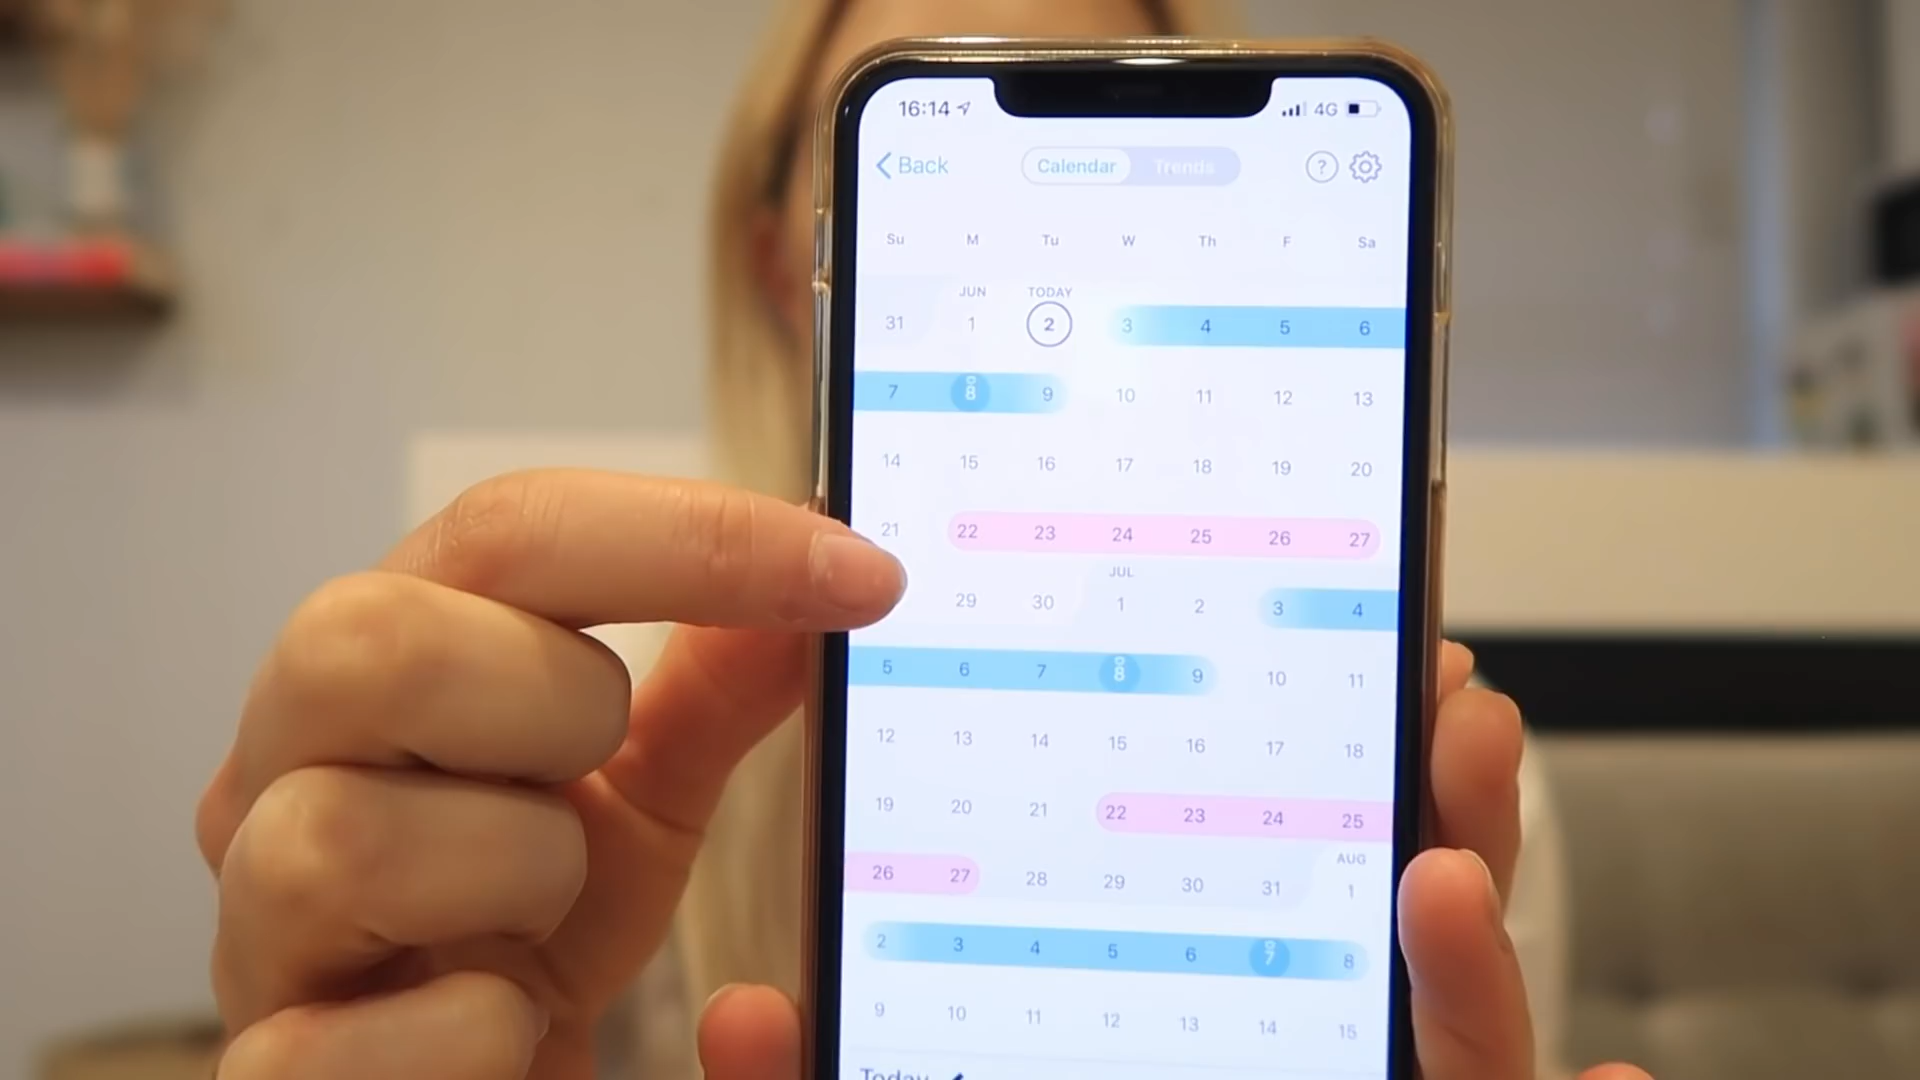 16:14 4G
Back Calendar Trends ?
Su M Tu W Th F Sa
JUN TODAY
31 1 2 3 4 5 6
7 8 9 10 11 12 13
14 15 16 17 18 19 20
21 22 23 24 25 26 27
JUL
29 30 1 2 3 4
5 6 7 8 9 10 11
12 13 14 15 16 17 18
19 20 21 22 23 24 25
AUG
26 27 28 29 30 31 1
2 3 4 5 6 7 8
9 10 11 12 13 14 15
Today